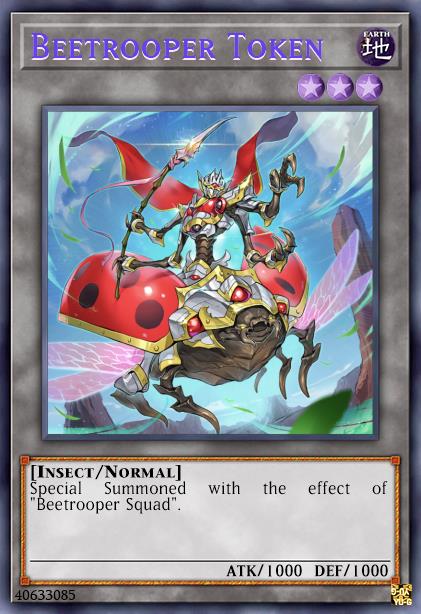 Beetrooper Token
EARTH
地
[Insect/Normal]
Special Summoned with the effect of
"Beetrooper Squad".
ATK/1000 DEF/1000
40633085